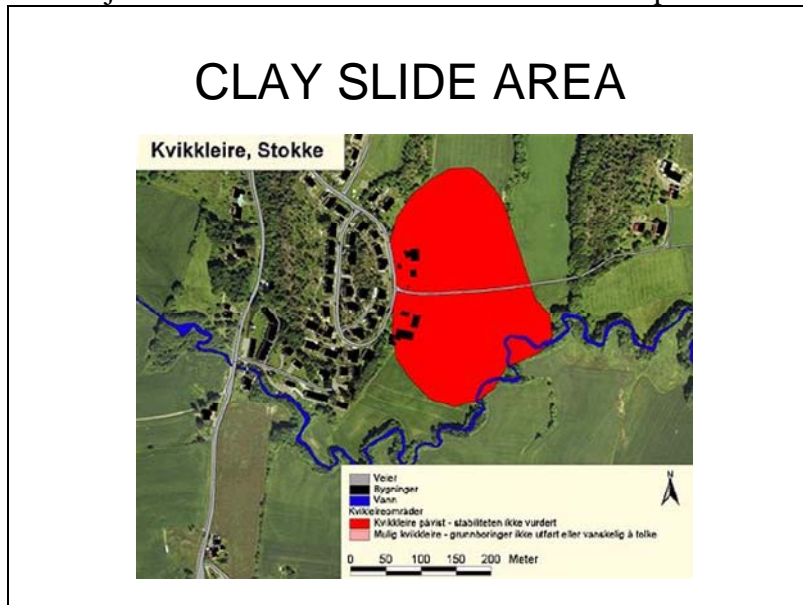 CLAY SLIDE AREA
Kvikkleire, Stokke
Veier
Bygninger
Vann
Kvikkleireområder
Kvikkleire påvist - stabiliteten ikke vurdert
Mulig kvikkleire - grunnboringer ikke utført eller vanskelig å tolke
N
0 50 100 150 200 Meter